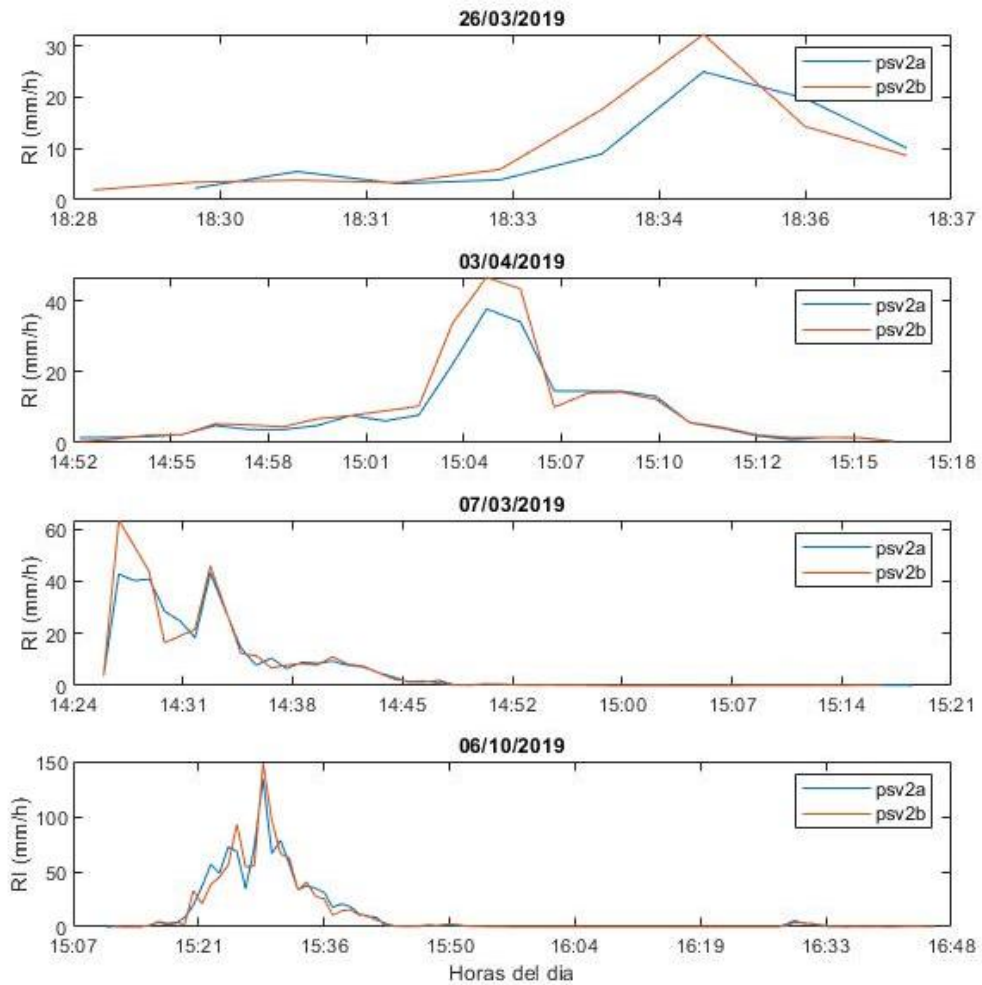 26/03/2019
RI (mm/h)
30
20
10
0
psv2a
psv2b
18:28 18:30 18:31 18:33 18:34 18:36 18:37
03/04/2019
RI (mm/h)
40
20
0
psv2a
psv2b
14:52 14:55 14:58 15:01 15:04 15:07 15:10 15:12 15:15 15:18
07/03/2019
RI (mm/h)
60
40
20
0
psv2a
psv2b
14:24 14:31 14:38 14:45 14:52 15:00 15:07 15:14 15:21
06/10/2019
RI (mm/h)
150
100
50
0
psv2a
psv2b
15:07 15:21 15:36 15:50 16:04 16:19 16:33 16:48
Horas del dia